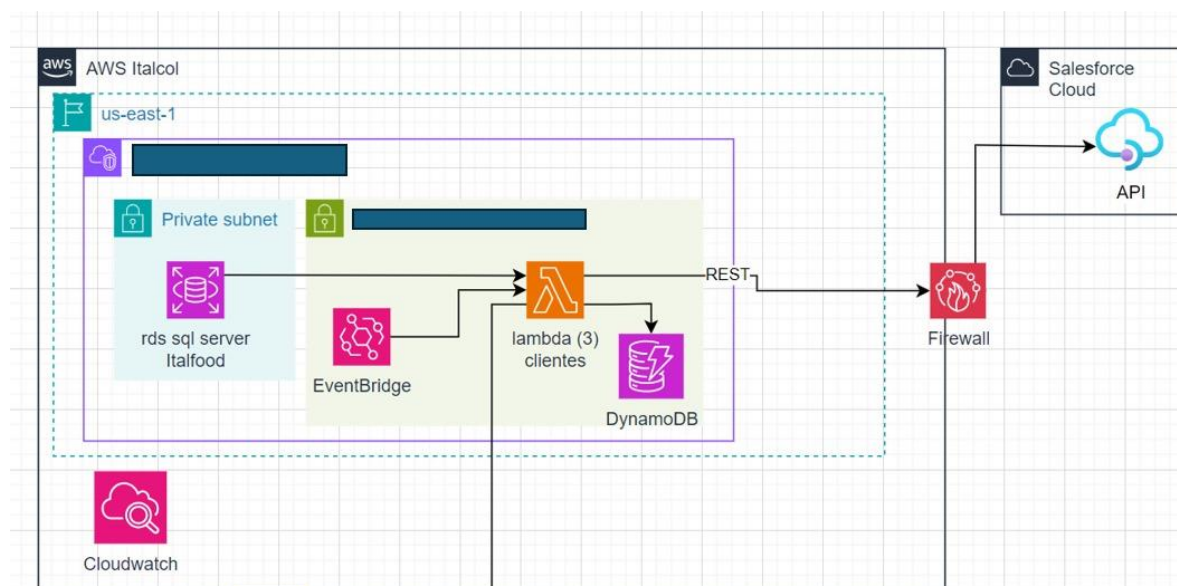 aws
AWS Italcol
Salesforce
Cloud
us-east-1
API
Private subnet
REST
rds sql server
Italfood
lambda (3)
clientes
Firewall
EventBridge
DynamoDB
Cloudwatch